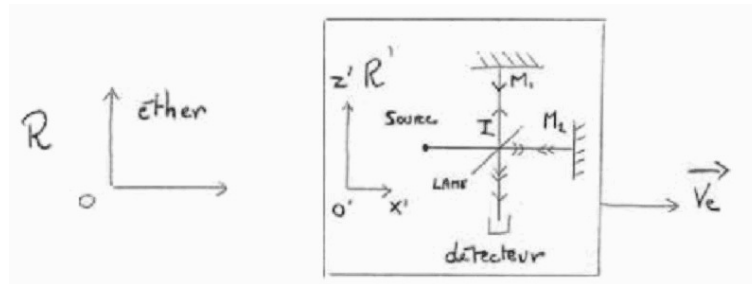 R
éther
O
z' R'
Source
I
M₁
M₂
LAME
O'
x'
détecteur
Ve